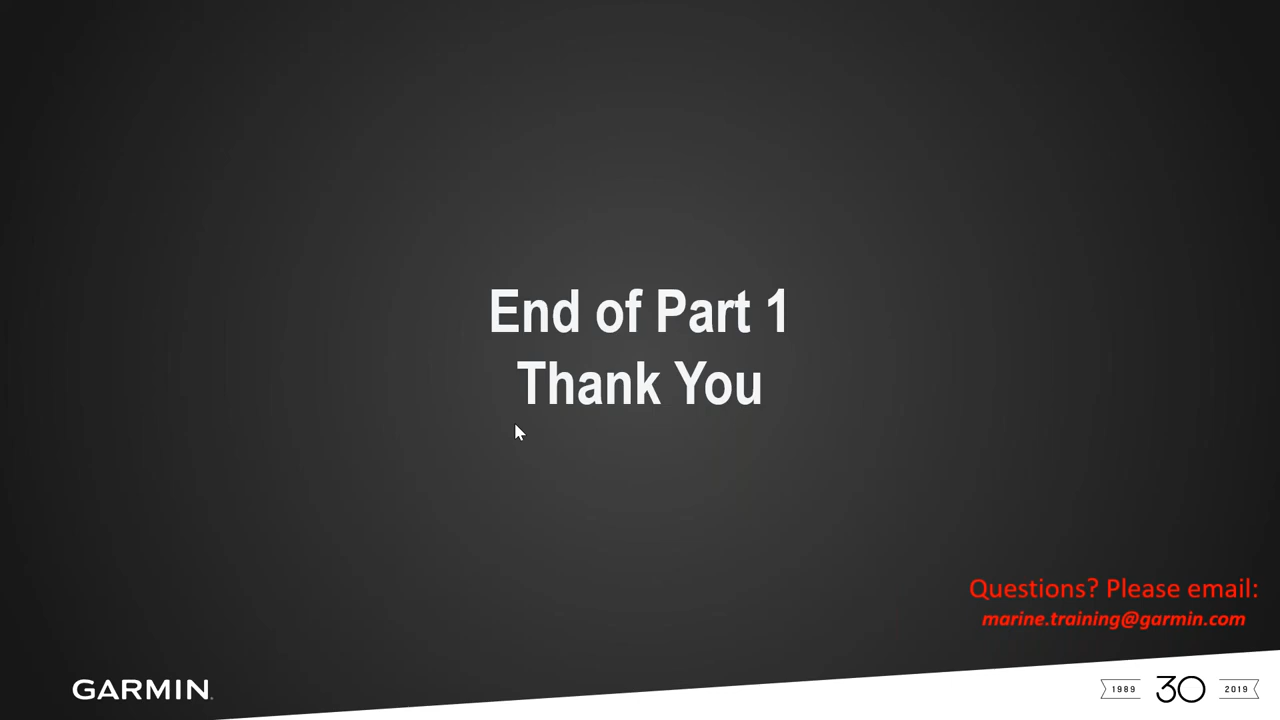 End of Part 1
Thank You
Questions? Please email:
marine.training@garmin.com
GARMIN.
1989 30 2019